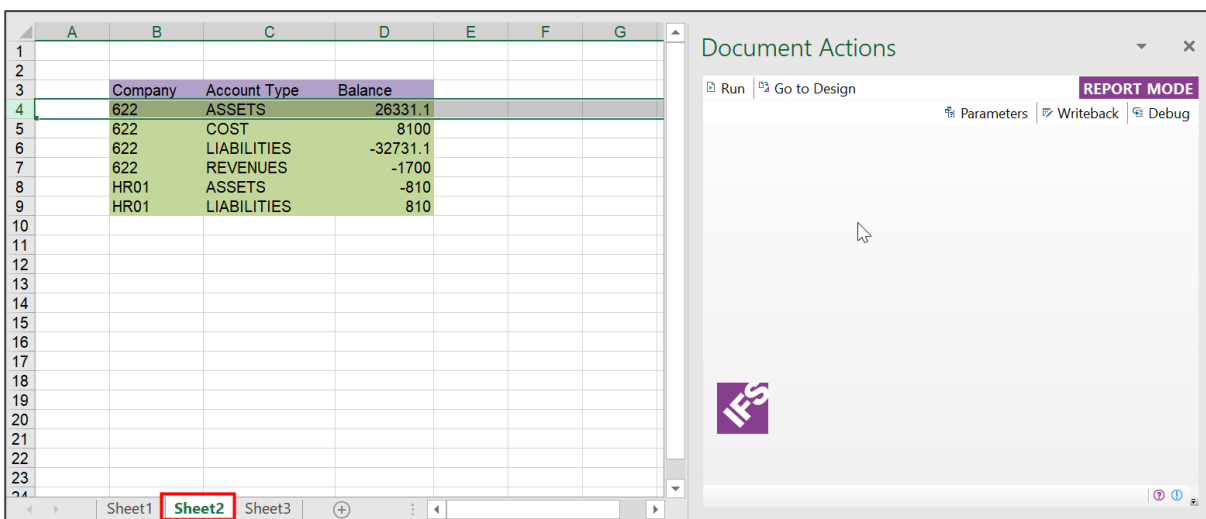 A B C D E F G
Document Actions
1
2
3 Company Account Type Balance
Run Go to Design REPORT MODE
4 622 ASSETS 26331.1
Parameters Writeback Debug
5 622 COST 8100
6 622 LIABILITIES -32731.1
7 622 REVENUES -1700
8 HR01 ASSETS -810
9 HR01 LIABILITIES 810
10
11
12
13
14
15
16
17
18
19
20
21
22
23
24
IFS
Sheet1 Sheet2 Sheet3